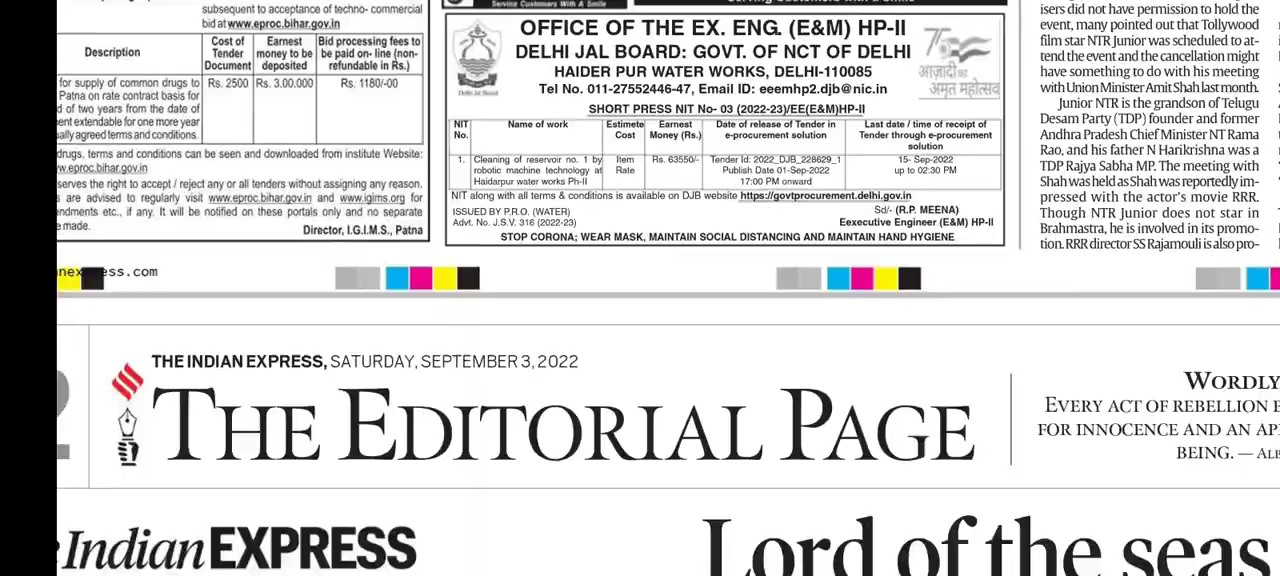 subsequent to acceptance of techno- commercial
bid at www.eproc.bihar.gov.in
Description
Cost of Tender Document
Earnest money to be deposited
Bid processing fees to be paid on- line (non-refundable in Rs.)
for supply of common drugs to
Patna on rate contract basis for
d of two years from the date of
ent extendable for one more year
ually agreed terms and conditions.
Rs. 2500
Rs. 3,00,000
Rs. 1180/-00
drugs, terms and conditions can be seen and downloaded from institute Website:
w.eproc.bihar.gov.in
serves the right to accept / reject any or all tenders without assigning any reason.
s are advised to regularly visit www.eproc.bihar.gov.in and www.igims.org for
ndments etc., if any. It will be notified on these portals only and no separate
e made.
Director, I.G.I.M.S., Patna
Serving Customers With a Smile
OFFICE OF THE EX. ENG. (E&M) HP-II
DELHI JAL BOARD: GOVT. OF NCT OF DELHI
HAIDER PUR WATER WORKS, DELHI-110085
Tel No. 011-27552446-47, Email ID: eeemhp2.djb@nic.in
75
आज़ादी का
अमृत महोत्सव
SHORT PRESS NIT No- 03 (2022-23)/EE(E&M)HP-II
NIT No.
Name of work
Estimete Cost
Earnest Money (Rs.)
Date of release of Tender in e-procurement solution
Last date / time of receipt of Tender through e-procurement solution
1.
Cleaning of reservoir no. 1 by
robotic machine technology at
Haidarpur water works Ph-II
Item Rate
Rs. 63550/-
Tender Id: 2022_DJB_228629_1
Publish Date 01-Sep-2022
17:00 PM onward
15- Sep-2022
up to 02:30 PM
NIT along with all terms & conditions is available on DJB website https://govtprocurement.delhi.gov.in
ISSUED BY P.R.O. (WATER)
Advt. No. J.S.V. 316 (2022-23)
Sd/- (R.P. MEENA)
Eexecutive Engineer (E&M) HP-II
STOP CORONA; WEAR MASK, MAINTAIN SOCIAL DISTANCING AND MAINTAIN HAND HYGIENE
isers did not have permission to hold the
event, many pointed out that Tollywood
film star NTR Junior was scheduled to at-
tend the event and the cancellation might
have something to do with his meeting
with Union Minister Amit Shah last month.
Junior NTR is the grandson of Telugu
Desam Party (TDP) founder and former
Andhra Pradesh Chief Minister NT Rama
Rao, and his father N Harikrishna was a
TDP Rajya Sabha MP. The meeting with
Shah was held as Shah was reportedly im-
pressed with the actor's movie RRR.
Though NTR Junior does not star in
Brahmastra, he is involved in its promo-
tion. RRR director SS Rajamouli is also pro-
THE INDIAN EXPRESS, SATURDAY, SEPTEMBER 3, 2022
THE EDITORIAL PAGE
WORDLY
EVERY ACT OF REBELLION E
FOR INNOCENCE AND AN AP
BEING. — ALB
Indian EXPRESS
Lord of the seas